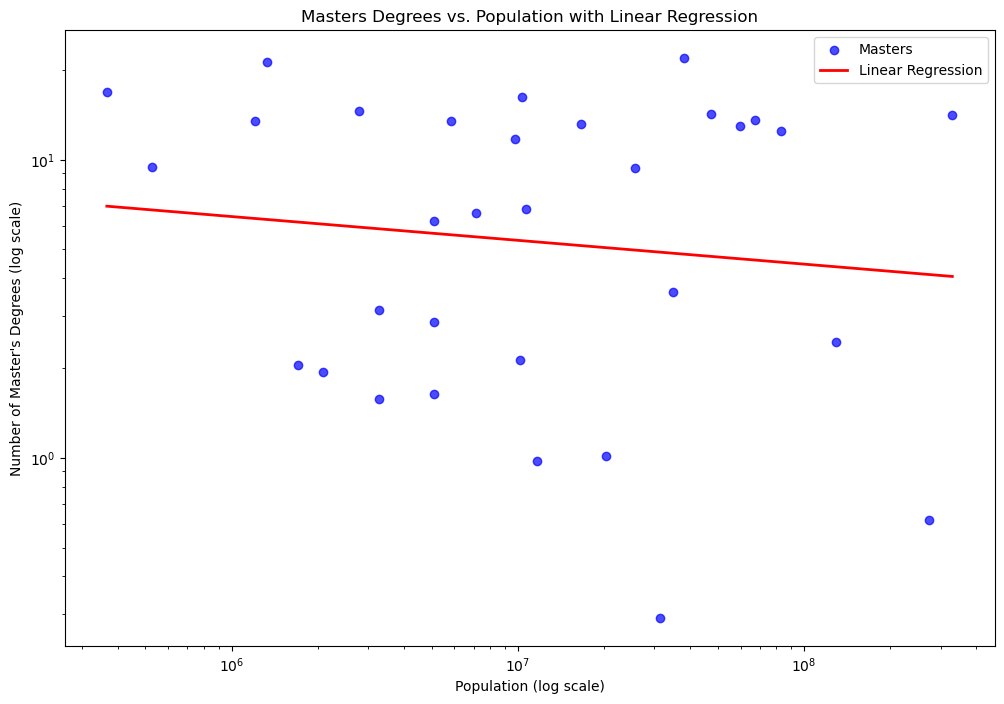 Masters Degrees vs. Population with Linear Regression
Masters
Linear Regression
Number of Master's Degrees (log scale)
10¹
10⁰
10⁶
10⁷
10⁸
Population (log scale)